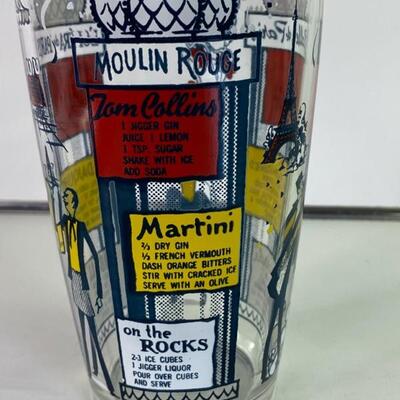 MOULIN ROUGE
Tom Collins
1 JIGGER GIN
JUICE 1 LEMON
1 TSP. SUGAR
SHAKE WITH ICE
ADD SODA
Martini
⅔ DRY GIN
⅓ FRENCH VERMOUTH
DASH ORANGE BITTERS
STIR WITH CRACKED ICE
SERVE WITH AN OLIVE
on the
ROCKS
2-3 ICE CUBES
1 JIGGER LIQUOR
POUR OVER CUBES
AND SERVE